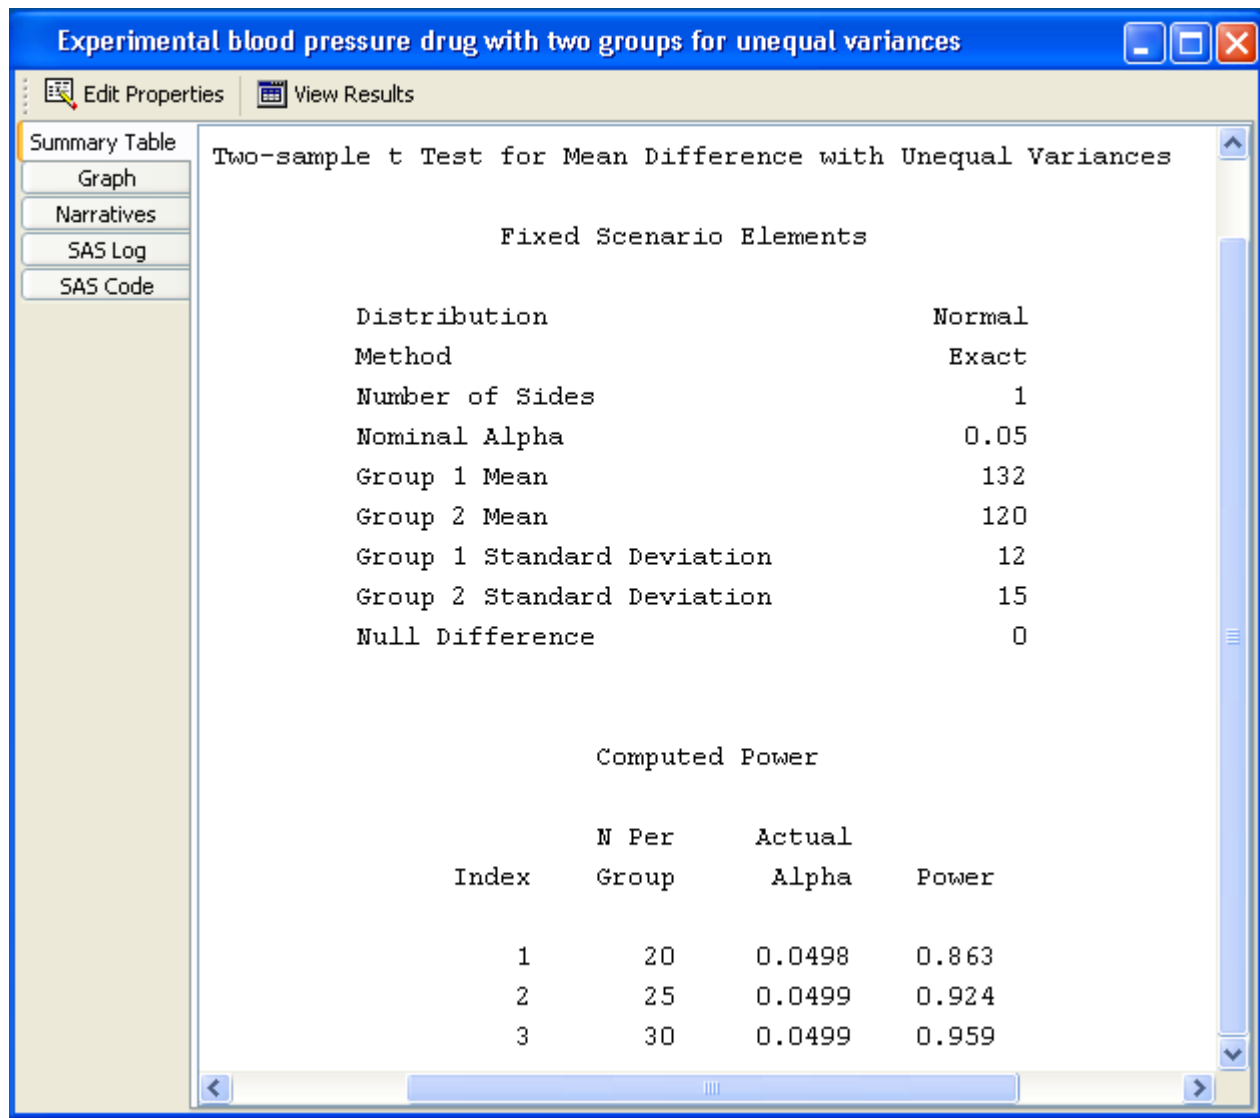 Experimental blood pressure drug with two groups for unequal variances
Edit Properties View Results
Summary Table
Graph
Narratives
SAS Log
SAS Code
Two-sample t Test for Mean Difference with Unequal Variances
Fixed Scenario Elements
Distribution Normal
Method Exact
Number of Sides 1
Nominal Alpha 0.05
Group 1 Mean 132
Group 2 Mean 120
Group 1 Standard Deviation 12
Group 2 Standard Deviation 15
Null Difference 0
Computed Power
N Per Actual
Index Group Alpha Power
1 20 0.0498 0.863
2 25 0.0499 0.924
3 30 0.0499 0.959